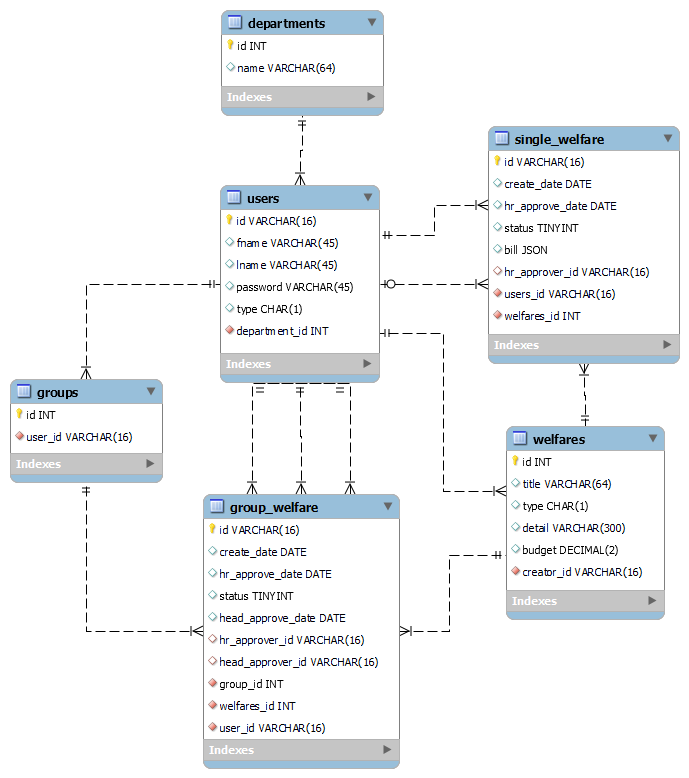 departments
id INT
name VARCHAR(64)
Indexes
single_welfare
id VARCHAR(16)
create_date DATE
hr_approve_date DATE
status TINYINT
bill JSON
hr_approver_id VARCHAR(16)
users_id VARCHAR(16)
welfares_id INT
Indexes
users
id VARCHAR(16)
fname VARCHAR(45)
lname VARCHAR(45)
password VARCHAR(45)
type CHAR(1)
department_id INT
Indexes
groups
id INT
user_id VARCHAR(16)
Indexes
welfares
id INT
title VARCHAR(64)
type CHAR(1)
detail VARCHAR(300)
budget DECIMAL(2)
creator_id VARCHAR(16)
Indexes
group_welfare
id VARCHAR(16)
create_date DATE
hr_approve_date DATE
status TINYINT
head_approve_date DATE
hr_approver_id VARCHAR(16)
head_approver_id VARCHAR(16)
group_id INT
welfares_id INT
user_id VARCHAR(16)
Indexes